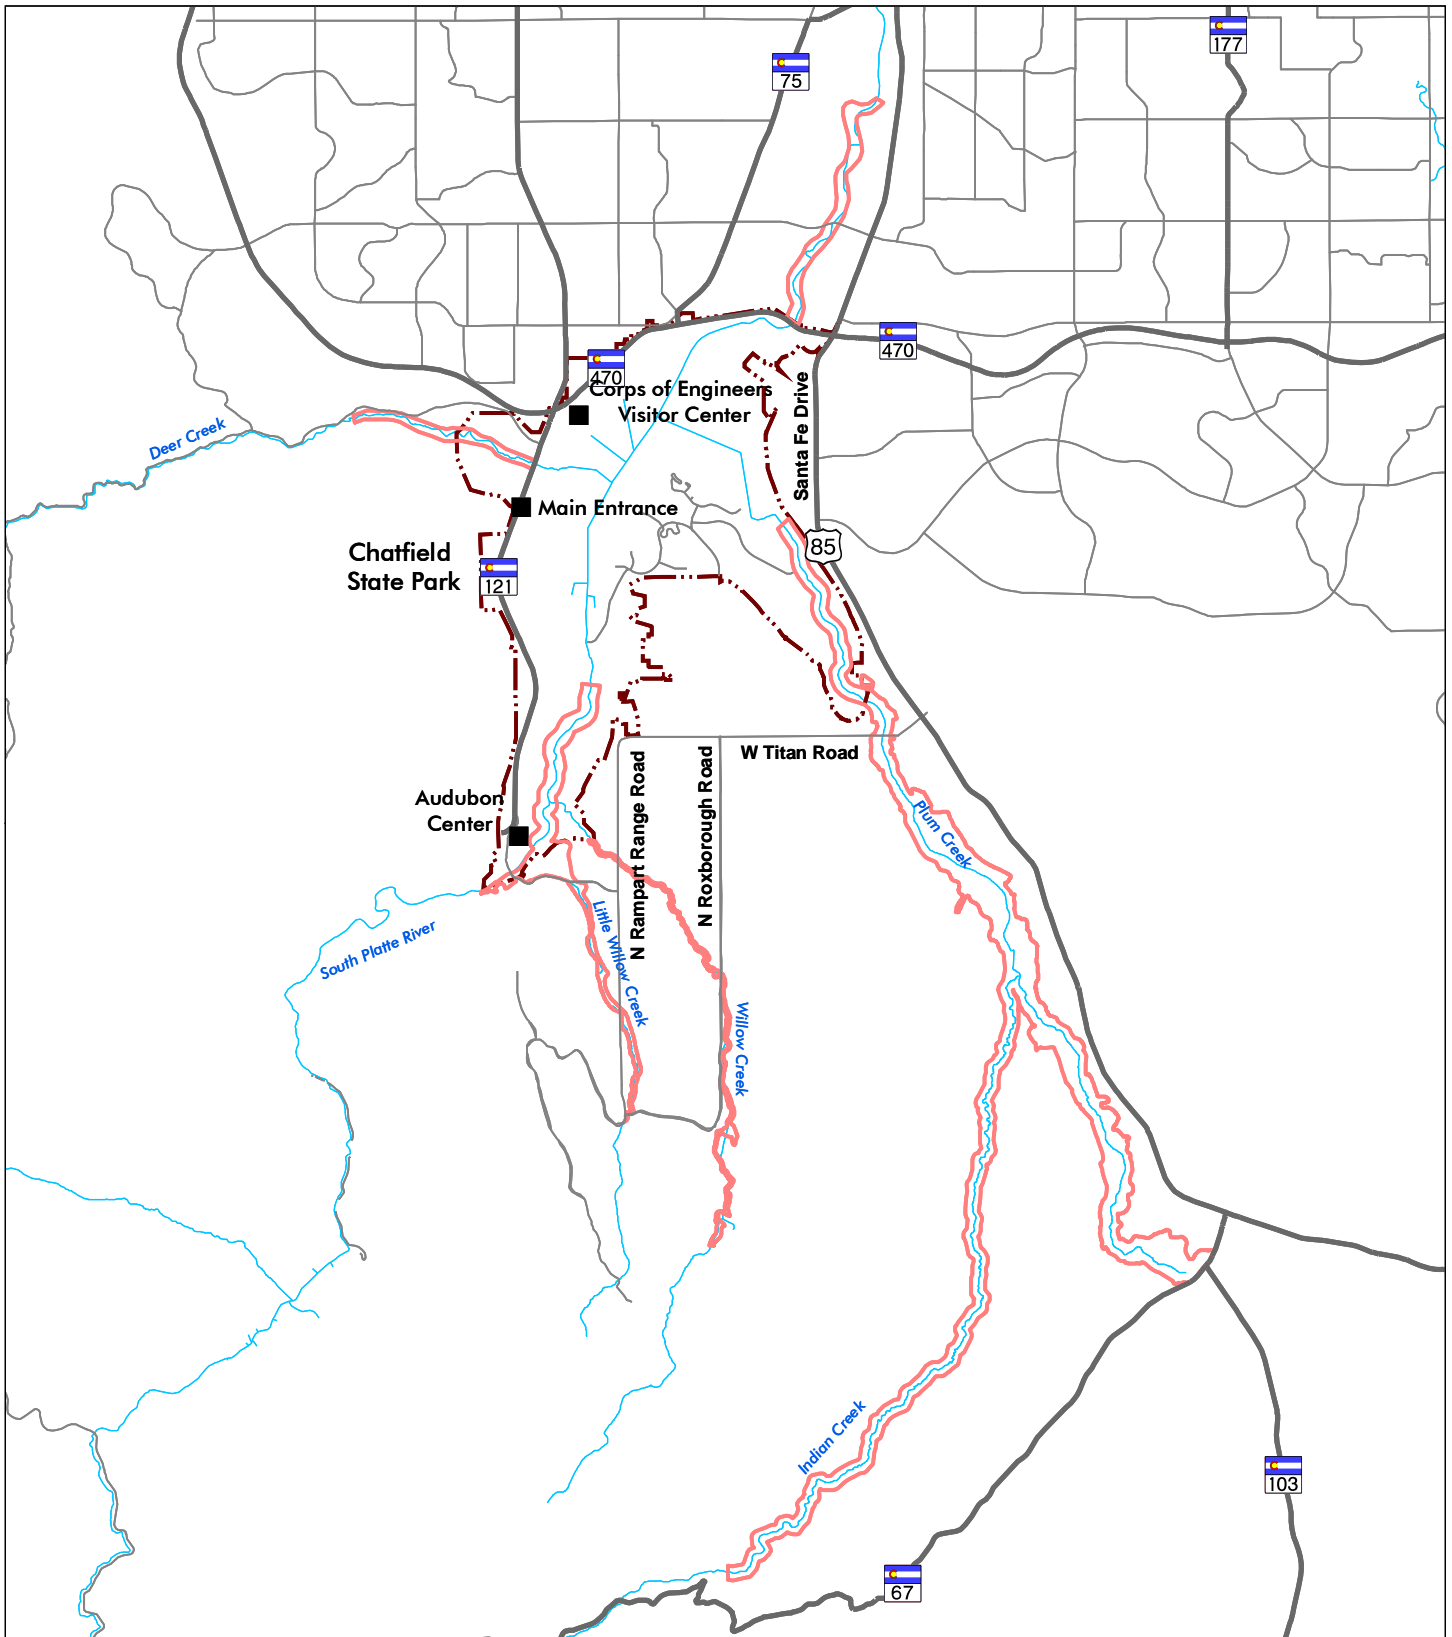 177
75
470
470
Corps of Engineers
Visitor Center
Santa Fe Drive
Deer Creek
Main Entrance
85
Chatfield
State Park
121
W Titan Road
N Rampart Range Road
N Roxborough Road
Audubon
Center
Plum Creek
Little Willow Creek
South Platte River
Willow Creek
Indian Creek
103
67